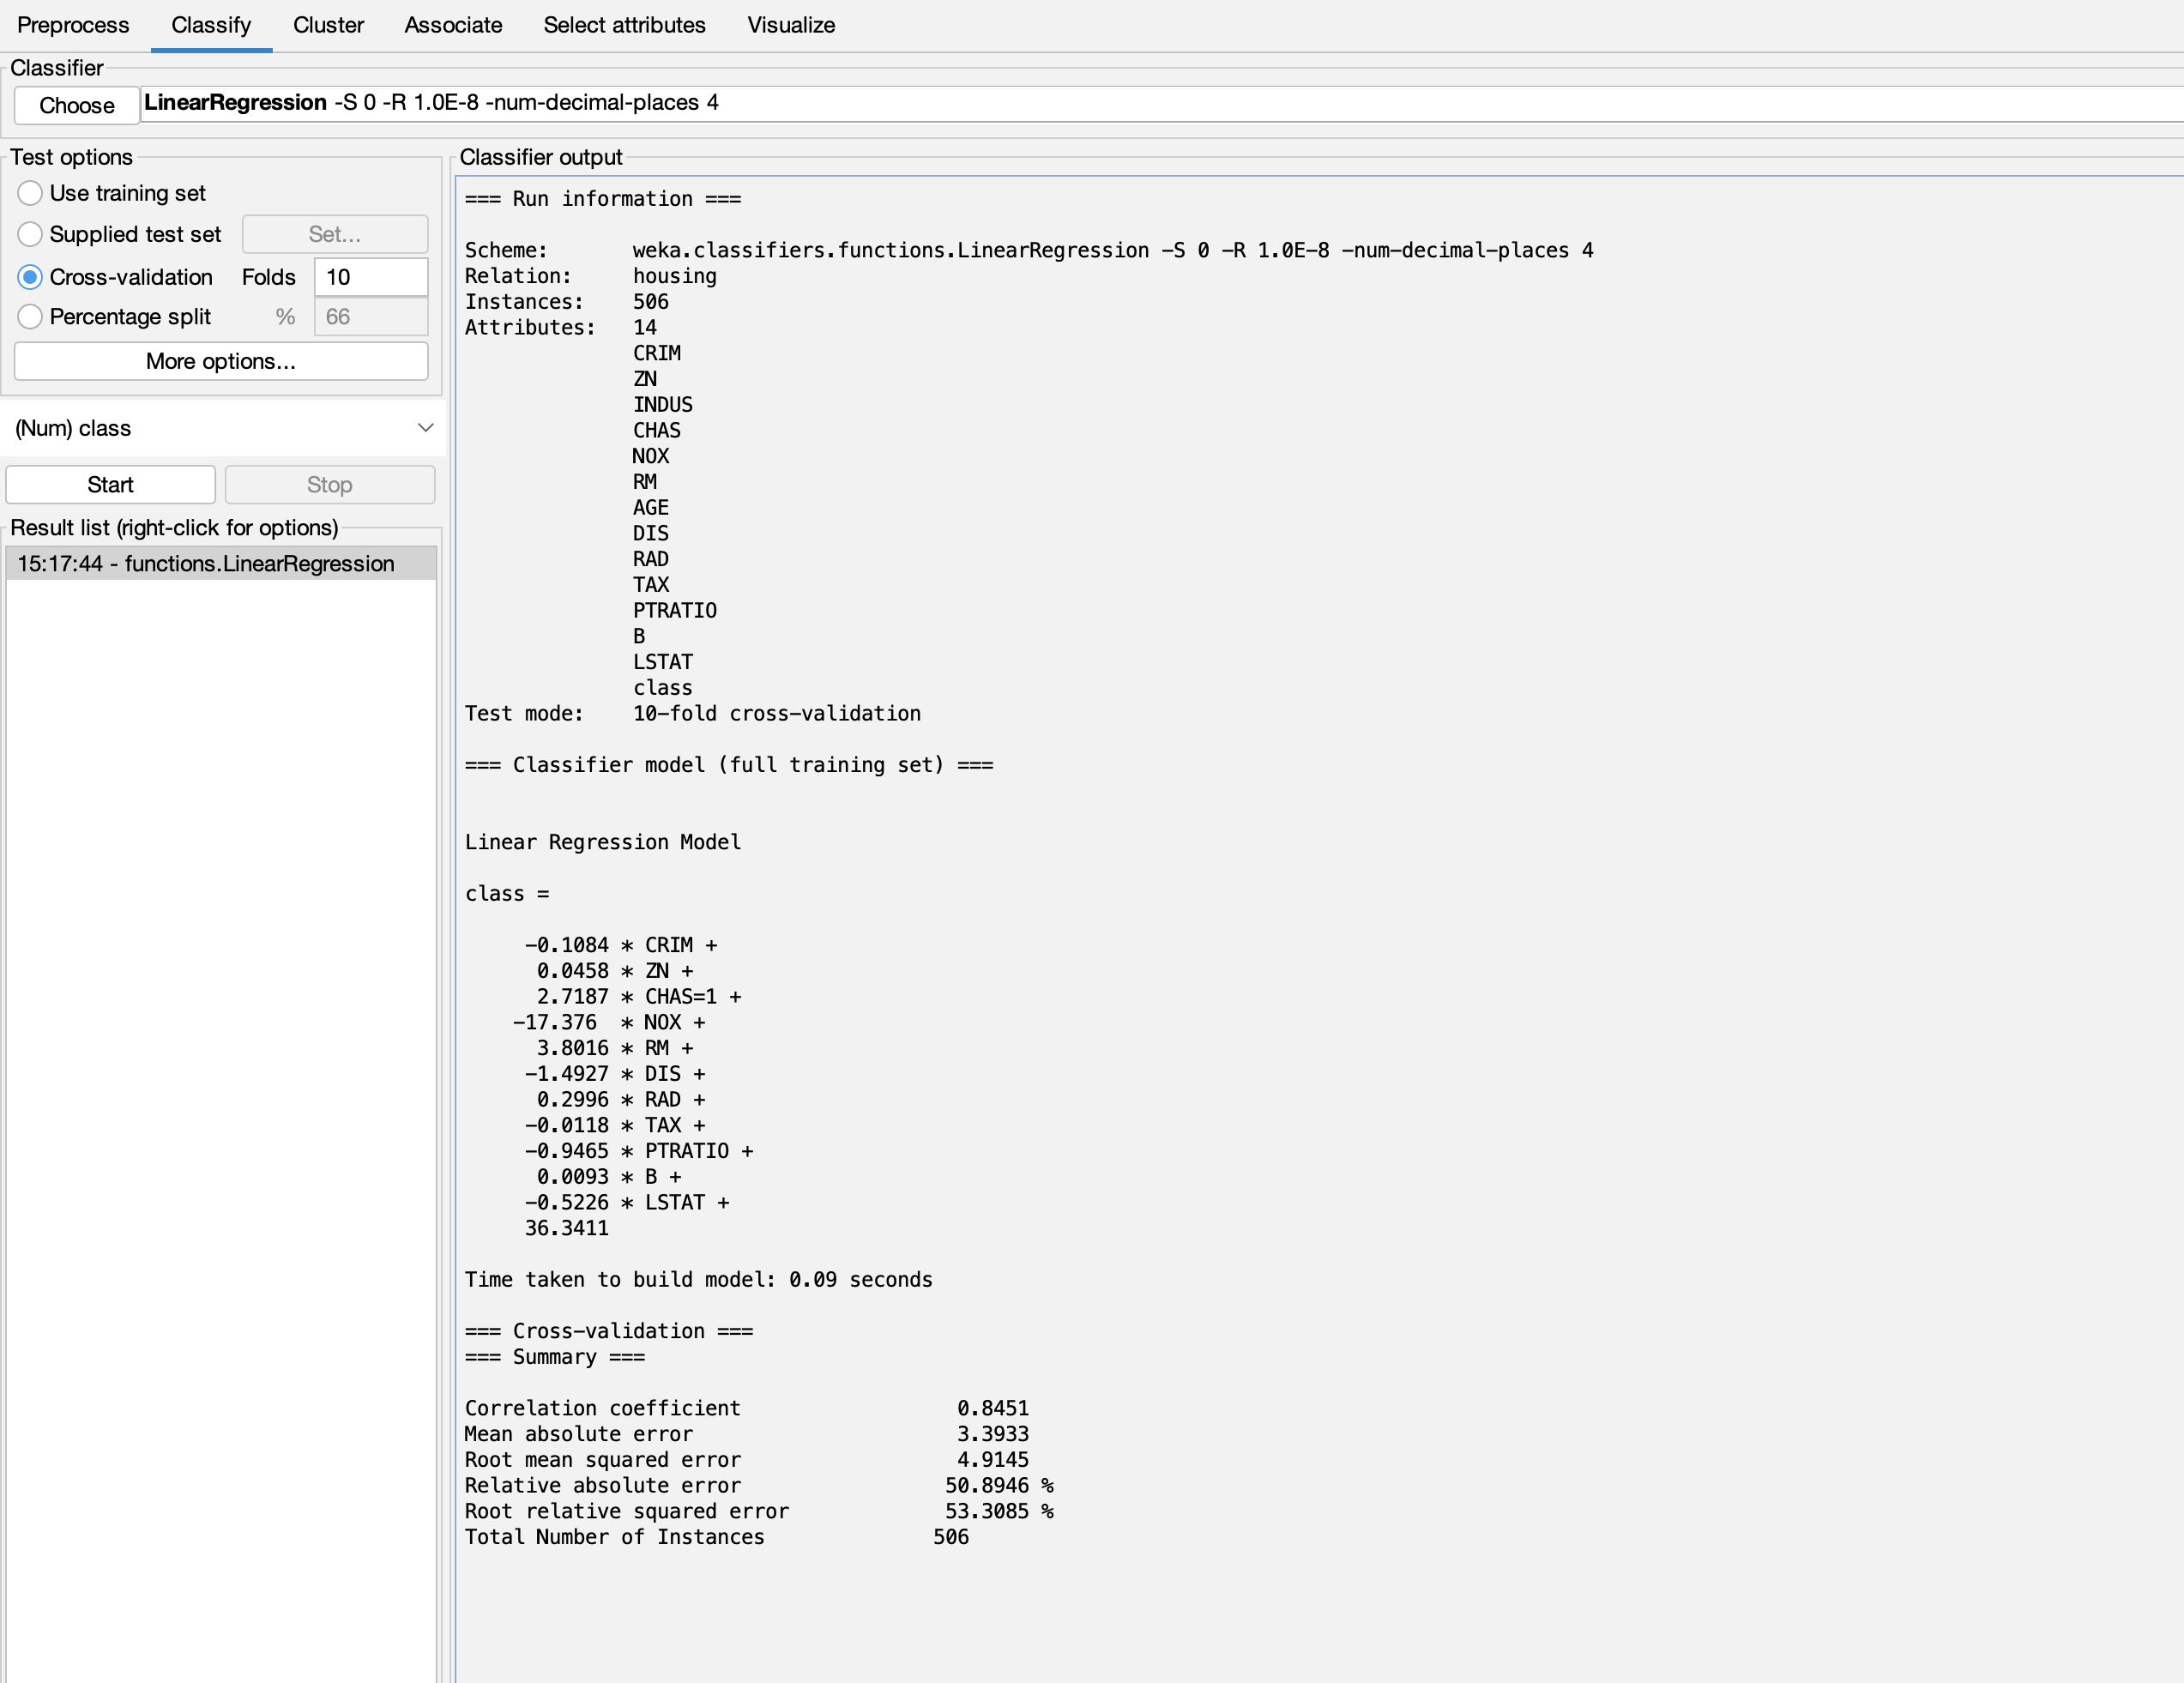 Preprocess Classify Cluster Associate Select attributes Visualize
Classifier
Choose LinearRegression -S 0 -R 1.0E-8 -num-decimal-places 4
Test options
Use training set
Supplied test set Set...
Cross-validation Folds 10
Percentage split % 66
More options...
(Num) class
Start Stop
Result list (right-click for options)
15:17:44 - functions.LinearRegression
Classifier output
=== Run information ===
Scheme: weka.classifiers.functions.LinearRegression -S 0 -R 1.0E-8 -num-decimal-places 4
Relation: housing
Instances: 506
Attributes: 14
CRIM
ZN
INDUS
CHAS
NOX
RM
AGE
DIS
RAD
TAX
PTRATIO
B
LSTAT
class
Test mode: 10-fold cross-validation
=== Classifier model (full training set) ===
Linear Regression Model
class =
-0.1084 * CRIM +
0.0458 * ZN +
2.7187 * CHAS=1 +
-17.376 * NOX +
3.8016 * RM +
-1.4927 * DIS +
0.2996 * RAD +
-0.0118 * TAX +
-0.9465 * PTRATIO +
0.0093 * B +
-0.5226 * LSTAT +
36.3411
Time taken to build model: 0.09 seconds
=== Cross-validation ===
=== Summary ===
Correlation coefficient 0.8451
Mean absolute error 3.3933
Root mean squared error 4.9145
Relative absolute error 50.8946 %
Root relative squared error 53.3085 %
Total Number of Instances 506